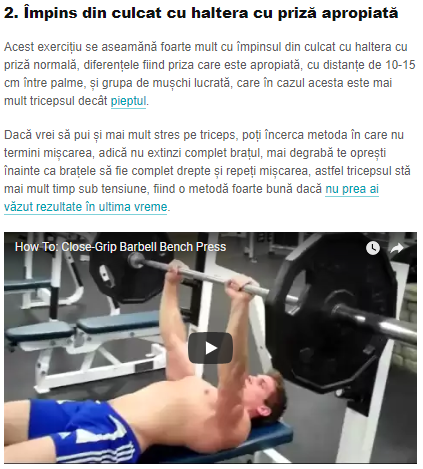 2. Împins din culcat cu haltera cu priză apropiată
Acest exercițiu se aseamănă foarte mult cu împinsul din culcat cu haltera cu
priză normală, diferențele fiind priza care este apropiată, cu distanțe de 10-15
cm între palme, și grupa de mușchi lucrată, care în cazul acesta este mai
mult tricepsul decât pieptul.
Dacă vrei să pui și mai mult stres pe triceps, poți încerca metoda în care nu
termini mișcarea, adică nu extinzi complet brațul, mai degrabă te oprești
înainte ca brațele să fie complet drepte și repeți mișcarea, astfel tricepsul stă
mai mult timp sub tensiune, fiind o metodă foarte bună dacă nu prea ai
văzut rezultate în ultima vreme.
How To: Close-Grip Barbell Bench Press